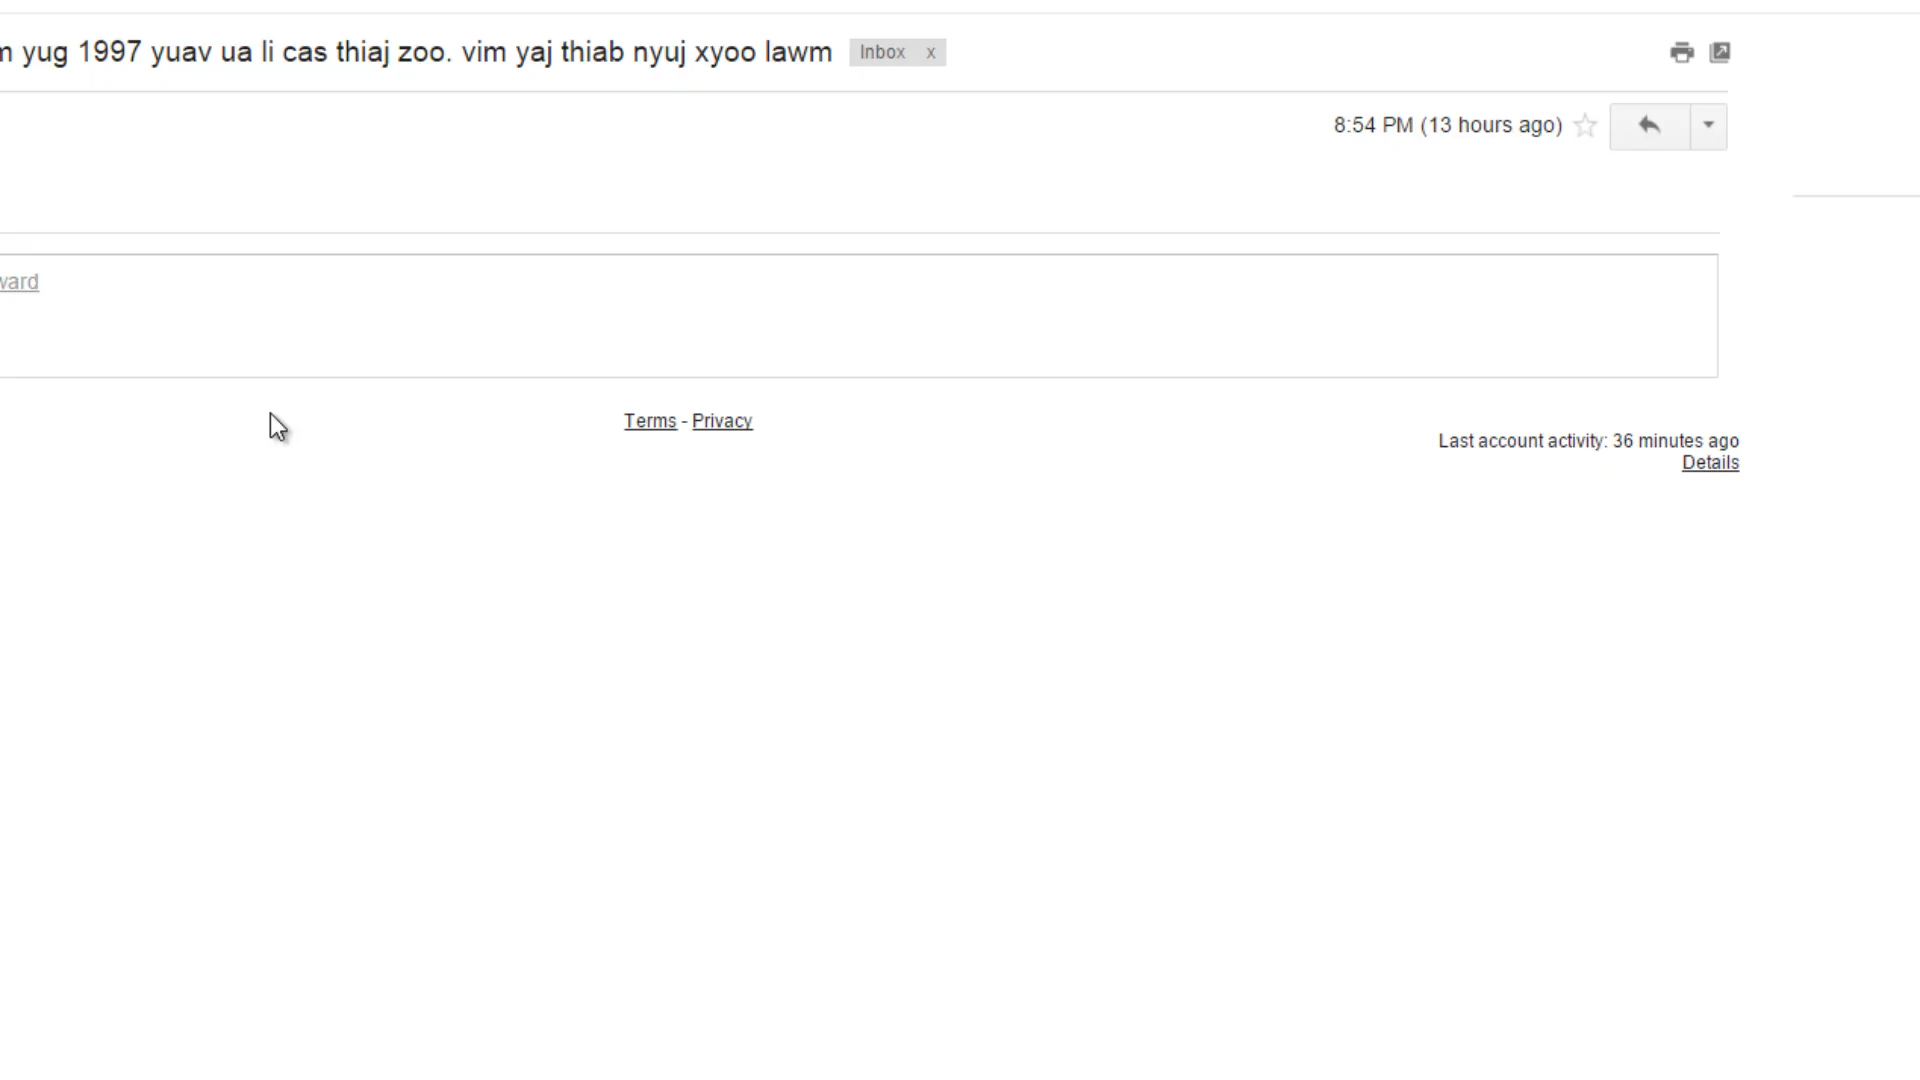 yug 1997 yuav ua li cas thiaj zoo. vim yaj thiab nyuj xyoo lawm Inbox x
8:54 PM (13 hours ago)
ward
Terms - Privacy
Last account activity: 36 minutes ago
Details